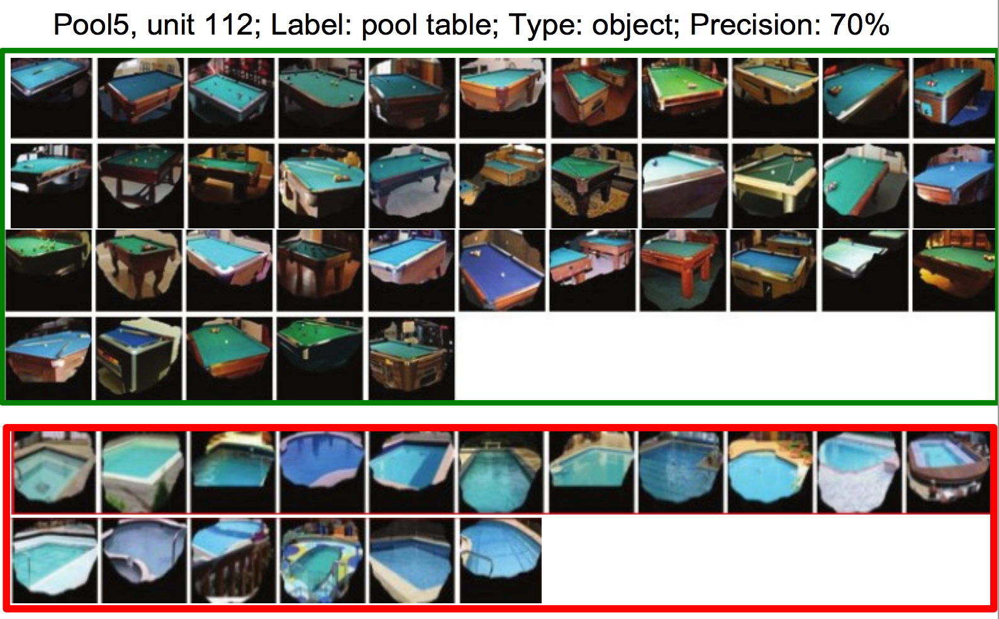 Pool5, unit 112; Label: pool table; Type: object; Precision: 70%